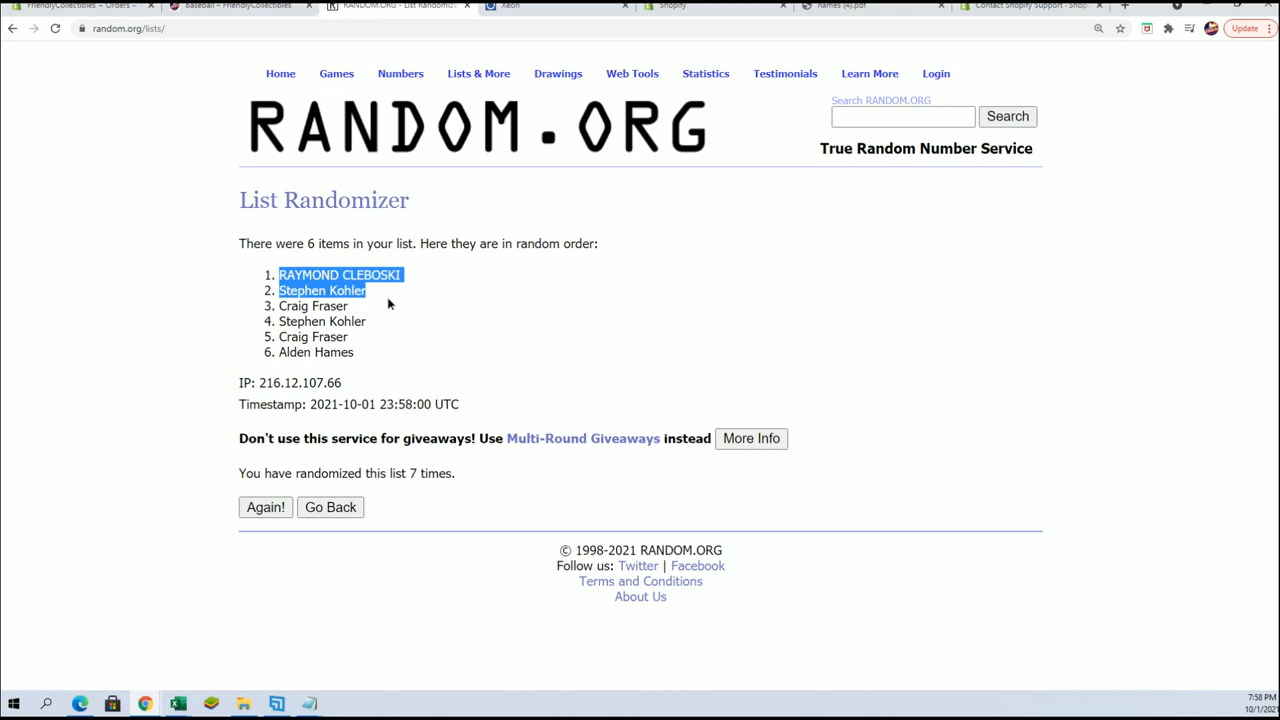 FriendlyCollectibles ~ Orders ~
Baseball – FriendlyCollectibles
RANDOM.ORG - List Randomizer
Xeon
Shopify
names (4).pdf
Contact Shopify Support · Shop
random.org/lists/
Update
Home Games Numbers Lists & More Drawings Web Tools Statistics Testimonials Learn More Login
RANDOM.ORG
Search RANDOM.ORG
Search
True Random Number Service
List Randomizer
There were 6 items in your list. Here they are in random order:
1. RAYMOND CLEBOSKI
2. Stephen Kohler
3. Craig Fraser
4. Stephen Kohler
5. Craig Fraser
6. Alden Hames
IP: 216.12.107.66
Timestamp: 2021-10-01 23:58:00 UTC
Don't use this service for giveaways! Use Multi-Round Giveaways instead More Info
You have randomized this list 7 times.
Again! Go Back
© 1998-2021 RANDOM.ORG
Follow us: Twitter | Facebook
Terms and Conditions
About Us
7:58 PM
10/1/2021